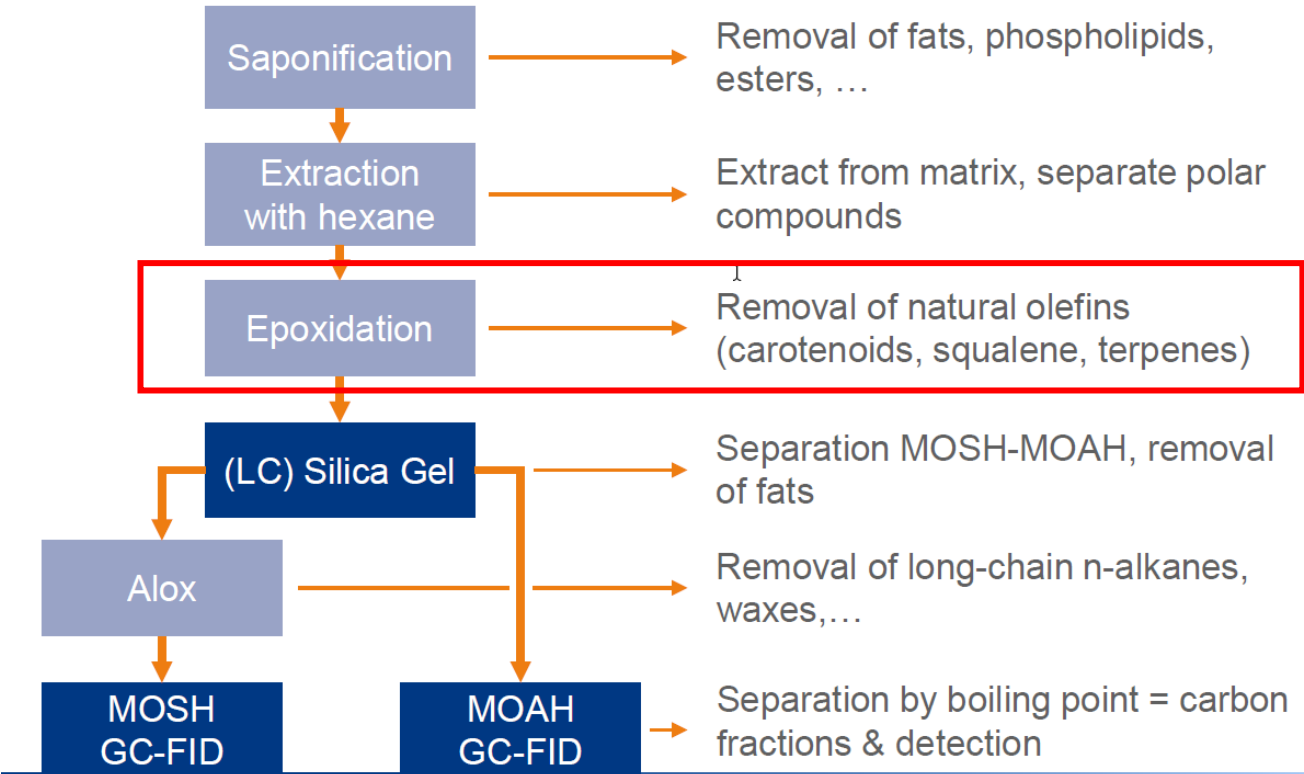 Saponification
Removal of fats, phospholipids,
esters, …
Extraction
with hexane
Extract from matrix, separate polar
compounds
Epoxidation
Removal of natural olefins
(carotenoids, squalene, terpenes)
(LC) Silica Gel
Separation MOSH-MOAH, removal
of fats
Alox
Removal of long-chain n-alkanes,
waxes,…
MOSH
GC-FID
MOAH
GC-FID
Separation by boiling point = carbon
fractions & detection